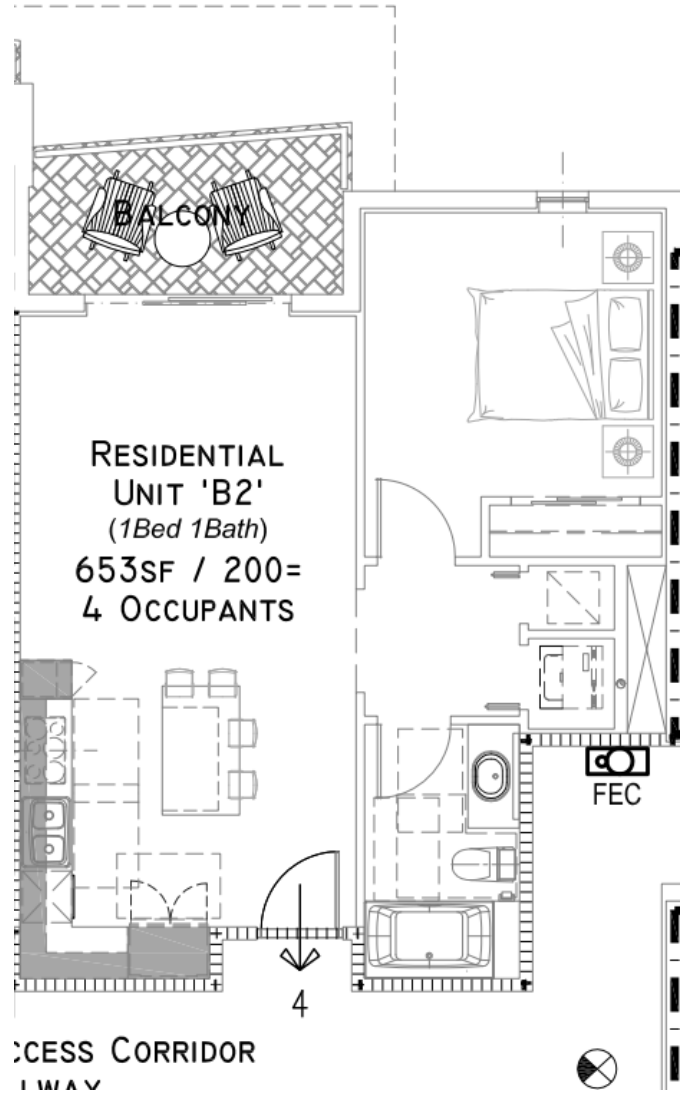 BALCONY
RESIDENTIAL
UNIT 'B2'
(1Bed 1Bath)
653SF / 200=
4 OCCUPANTS
FEC
4
CCESS CORRIDOR